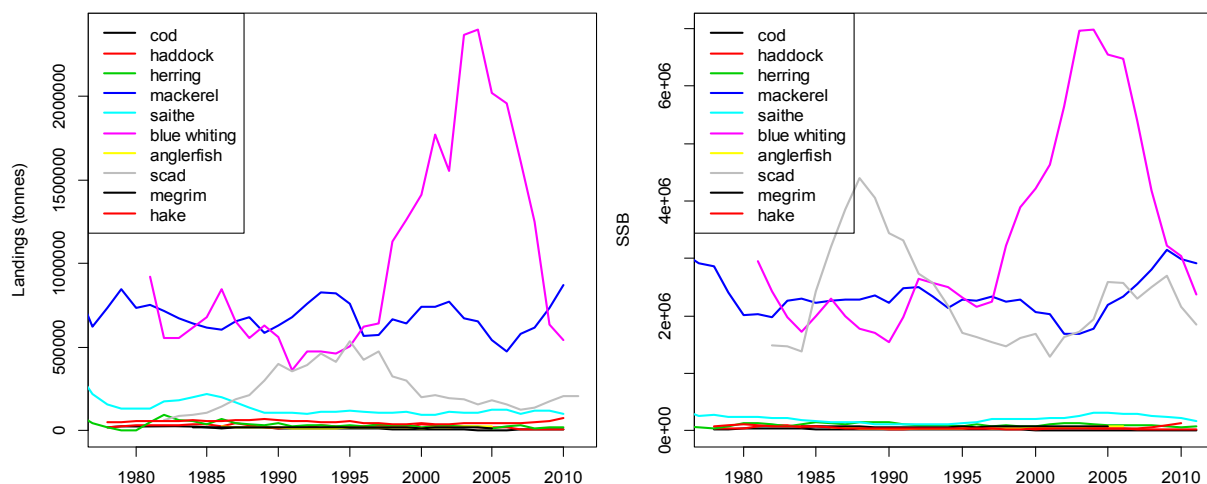 cod
haddock
herring
mackerel
saithe
blue whiting
anglerfish
scad
megrim
hake
Landings (tonnes)
0
500000
1000000
1500000
2000000
1980 1985 1990 1995 2000 2005 2010
cod
haddock
herring
mackerel
saithe
blue whiting
anglerfish
scad
megrim
hake
SSB
0e+00
2e+06
4e+06
6e+06
1980 1985 1990 1995 2000 2005 2010